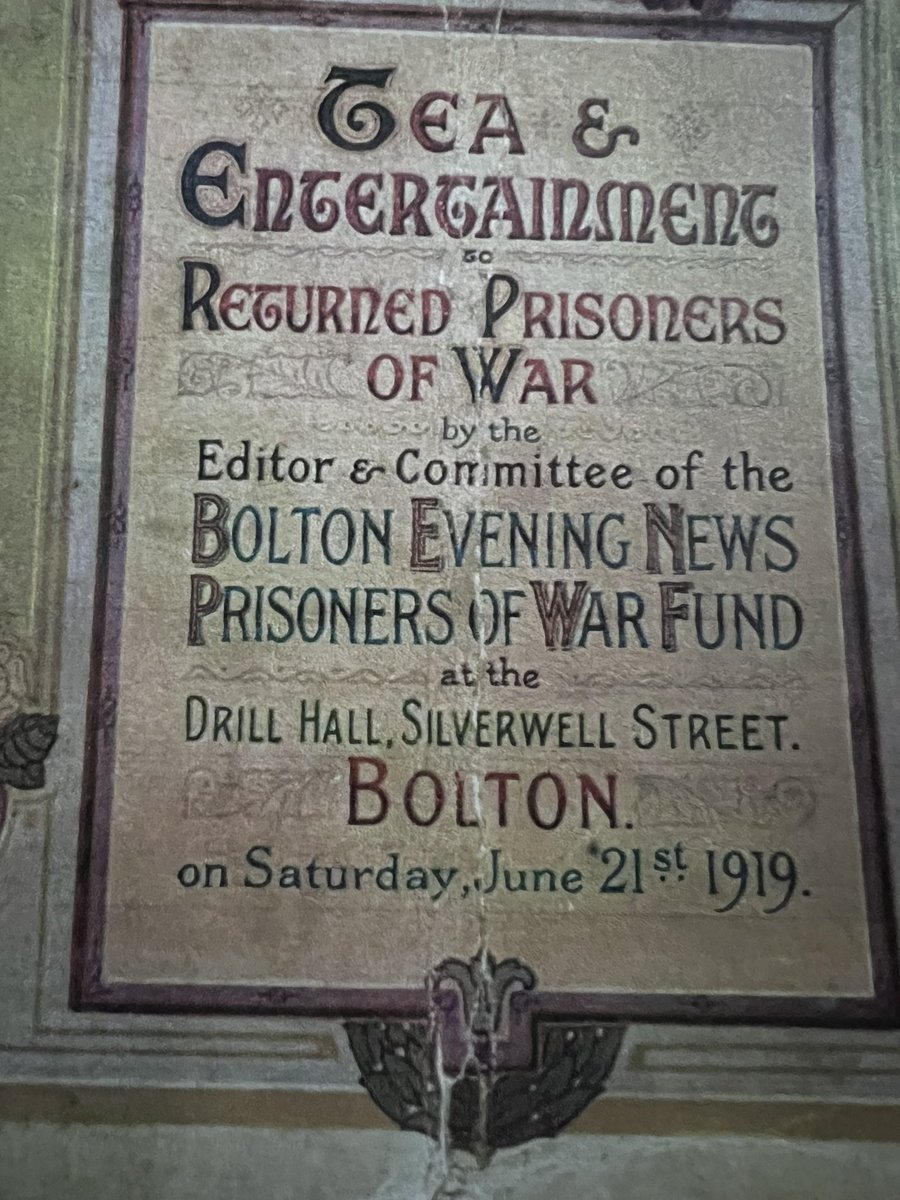 Tea &
Entertainment
to
Returned Prisoners
of War
by the
Editor & Committee of the
Bolton Evening News
Prisoners of War Fund
at the
Drill Hall, Silverwell Street.
Bolton.
on Saturday, June 21st 1919.